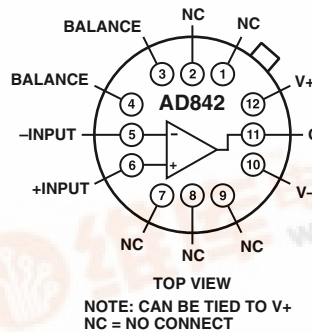 NC
BALANCE
NC
3
2
1
BALANCE
V+
4
AD842
12
–INPUT
5
–
11
+INPUT
6
+
10
V–
7
8
9
NC
NC
NC
TOP VIEW
NOTE: CAN BE TIED TO V+
NC = NO CONNECT